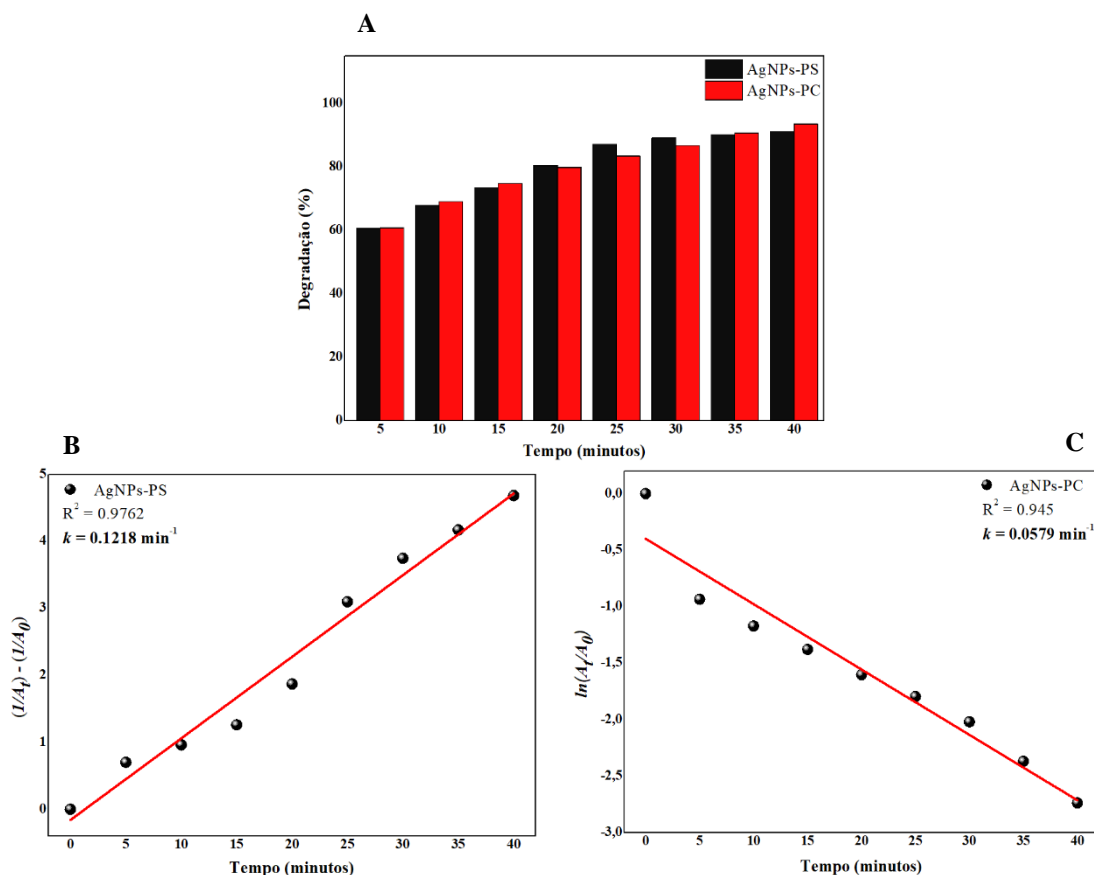 A
AgNPs-PS
AgNPs-PC
Degradação (%)
100
80
60
40
20
0
5 10 15 20 25 30 35 40
Tempo (minutos)
B
AgNPs-PS
R² = 0.9762
k = 0.1218 min⁻¹
(1/Aₜ) - (1/A₀)
5
4
3
2
1
0
0 5 10 15 20 25 30 35 40
Tempo (minutos)
C
AgNPs-PC
R² = 0.945
k = 0.0579 min⁻¹
ln(Aₜ/A₀)
0,0
-0,5
-1,0
-1,5
-2,0
-2,5
-3,0
0 5 10 15 20 25 30 35 40
Tempo (minutos)